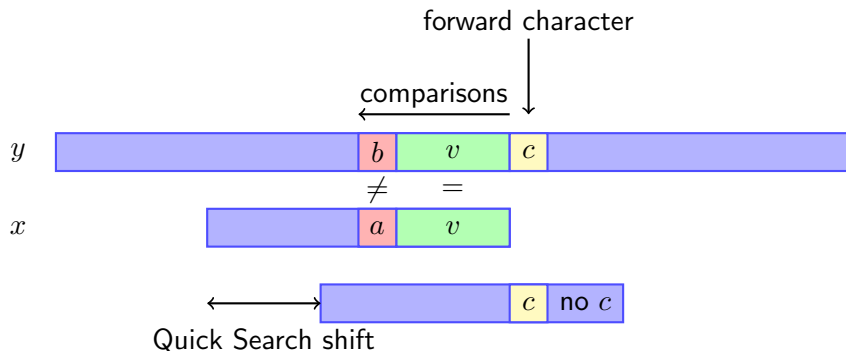 forward character
comparisons
y b v c
≠ =
x a v
c no c
Quick Search shift